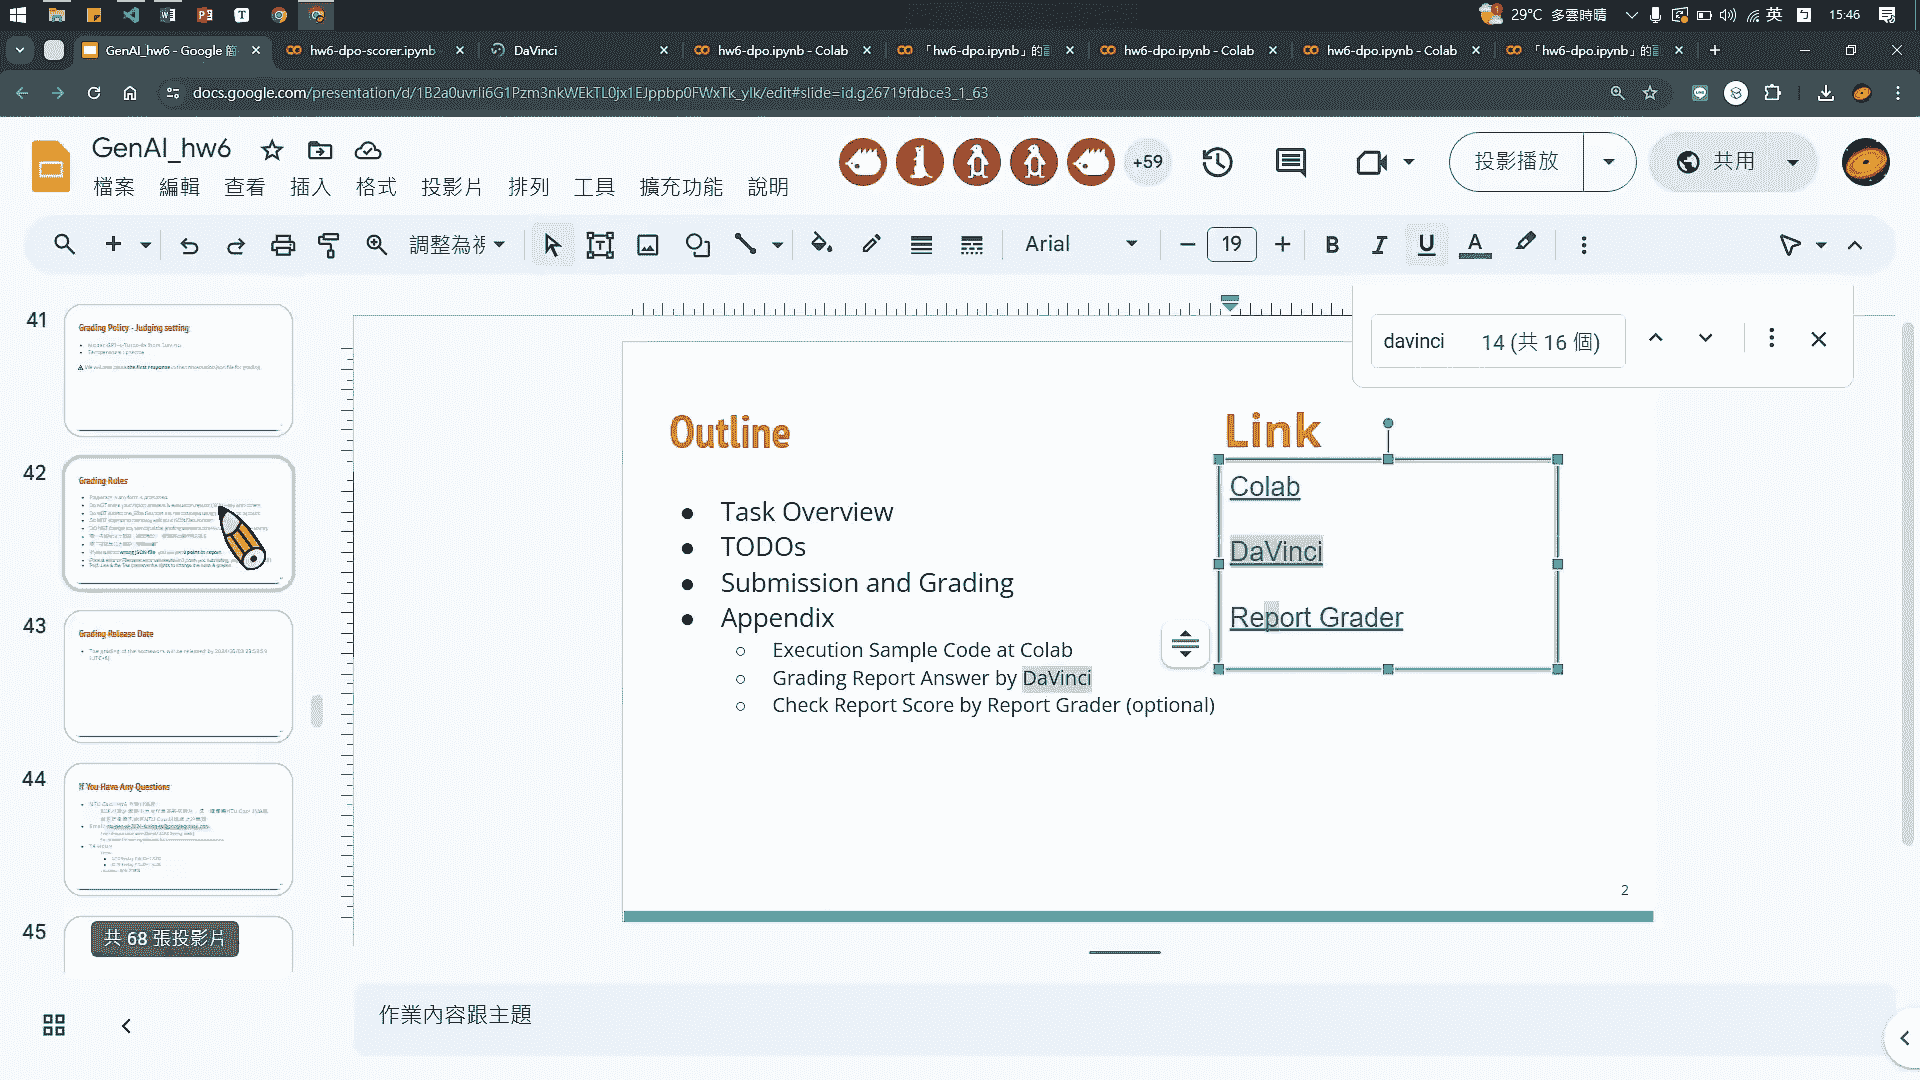 29°C 多雲時晴
英
15:46
GenAI_hw6 - Google 簡
hw6-dpo-scorer.ipynb
DaVinci
hw6-dpo.ipynb - Colab
「hw6-dpo.ipynb」的
hw6-dpo.ipynb - Colab
hw6-dpo.ipynb - Colab
「hw6-dpo.ipynb」的
docs.google.com/presentation/d/1B2a0uvrli6G1Pzm3nkWEkTL0jx1EJppbp0FWxTk_ylk/edit#slide=id.g26719fdbce3_1_63
GenAI_hw6
+59
投影播放
共用
檔案 編輯 查看 插入 格式 投影片 排列 工具 擴充功能 說明
調整為視
Arial
19
davinci 14 (共 16 個)
41
Grading Policy - Judging setting
42
Grading Rules
43
Grading Release Date
44
If You Have Any Questions
45
共 68 張投影片
Outline
Task Overview
TODOs
Submission and Grading
Appendix
Execution Sample Code at Colab
Grading Report Answer by DaVinci
Check Report Score by Report Grader (optional)
Link
Colab
DaVinci
Report Grader
2
作業內容跟主題